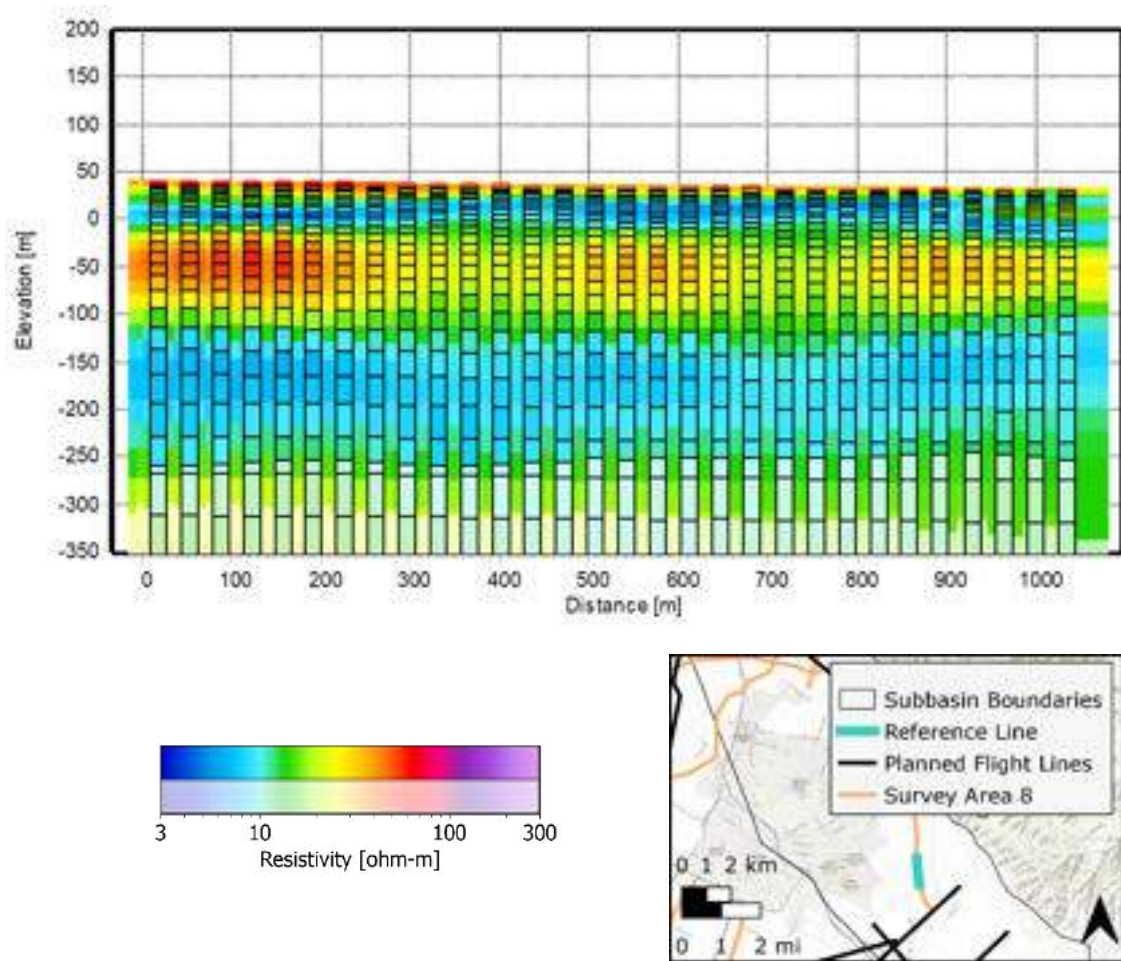 200
150
100
50
0
-50
-100
-150
-200
-250
-300
-350
Elevation [m]
0 100 200 300 400 500 600 700 800 900 1000
Distance [m]
3 10 100 300
Resistivity [ohm-m]
Subbasin Boundaries
Reference Line
Planned Flight Lines
Survey Area 8
0 1 2 km
0 1 2 mi